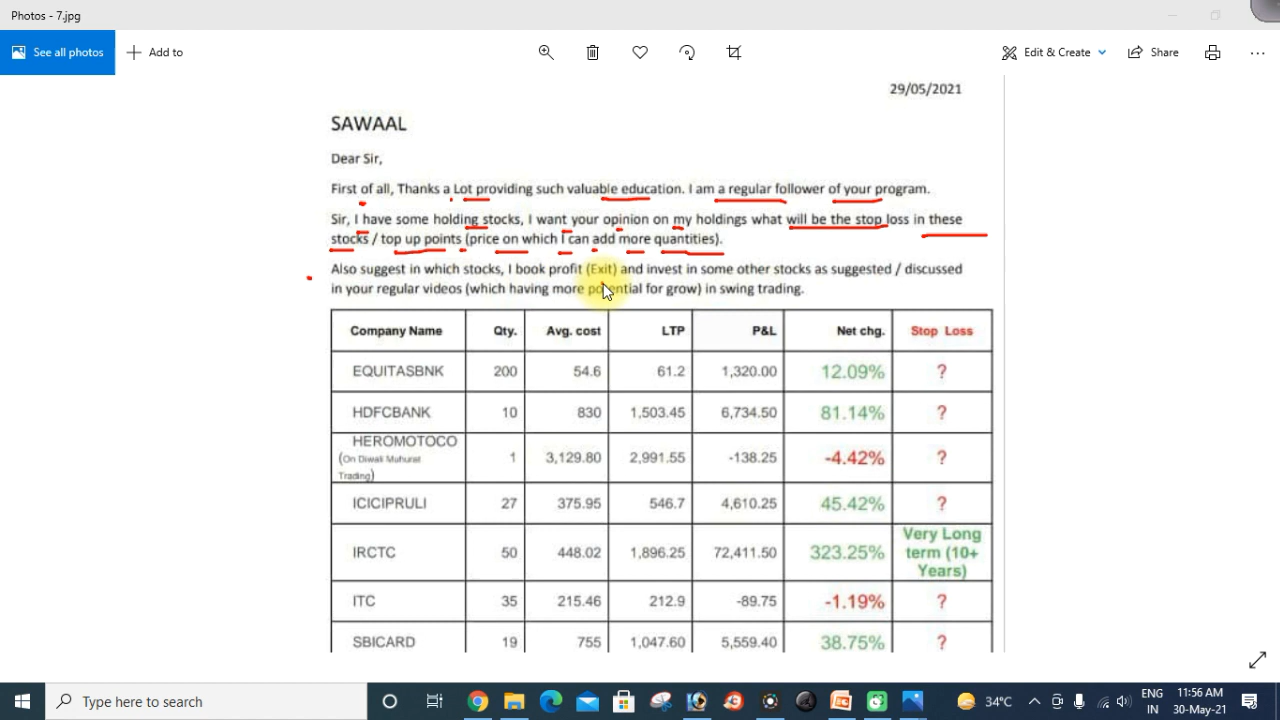 Photos - 7.jpg
See all photos
Add to
Edit & Create
Share
29/05/2021
SAWAAL
Dear Sir,
First of all, Thanks a Lot providing such valuable education. I am a regular follower of your program.
Sir, I have some holding stocks, I want your opinion on my holdings what will be the stop loss in these
stocks / top up points (price on which I can add more quantities).
Also suggest in which stocks, I book profit (Exit) and invest in some other stocks as suggested / discussed
in your regular videos (which having more potential for grow) in swing trading.
Company Name Qty. Avg. cost LTP P&L Net chg. Stop Loss
EQUITASBNK 200 54.6 61.2 1,320.00 12.09% ?
HDFCBANK 10 830 1,503.45 6,734.50 81.14% ?
HEROMOTOCO
(On Diwali Muhurat
Trading)
1 3,129.80 2,991.55 -138.25 -4.42% ?
ICICIPRULI 27 375.95 546.7 4,610.25 45.42% ?
IRCTC 50 448.02 1,896.25 72,411.50 323.25%
Very Long
term (10+
Years)
ITC 35 215.46 212.9 -89.75 -1.19% ?
SBICARD 19 755 1,047.60 5,559.40 38.75% ?
Type here to search
34°C
ENG
IN
11:56 AM
30-May-21